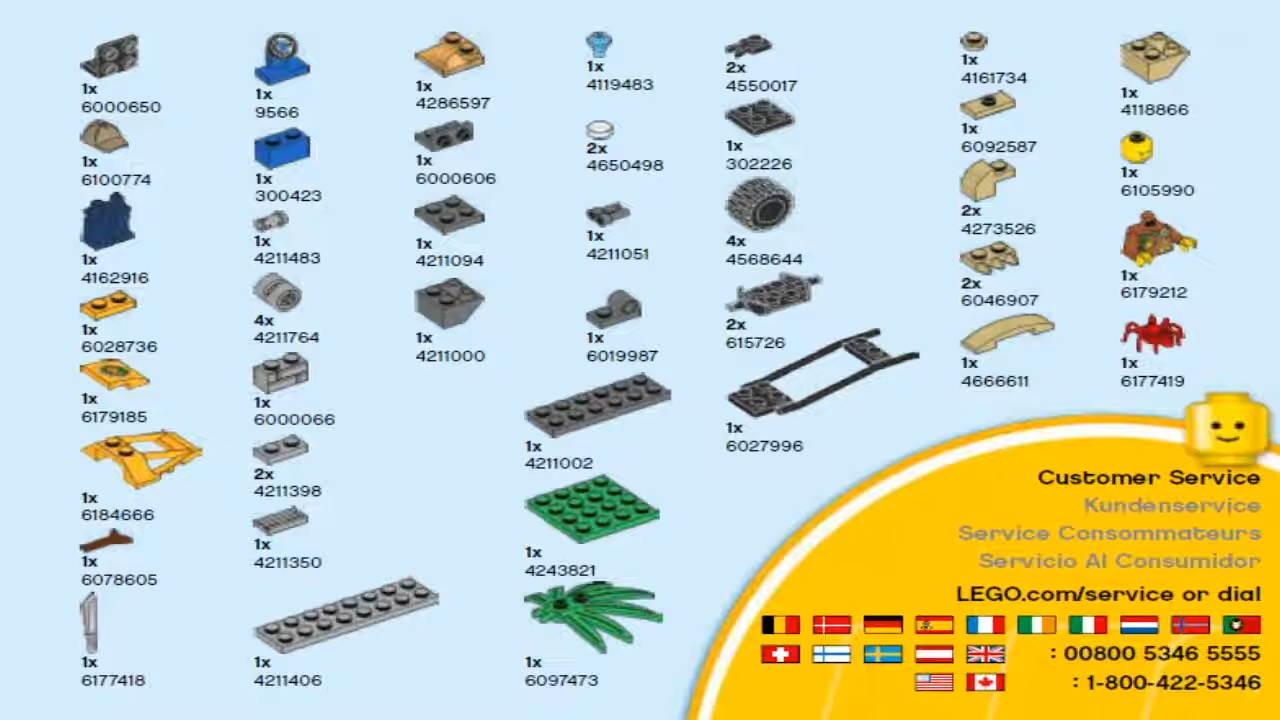 1x
6000650
1x
6100774
1x
4162916
1x
6028736
1x
6179185
1x
6184666
1x
6078605
1x
6177418
1x
9566
1x
300423
1x
4211483
4x
4211764
1x
6000066
2x
4211398
1x
4211350
1x
4211406
1x
4286597
1x
6000606
1x
4211094
1x
4211000
1x
4119483
2x
4650498
1x
4211051
1x
6019987
1x
4211002
1x
4243821
1x
6097473
2x
4550017
1x
302226
4x
4568644
2x
615726
1x
6027996
1x
4161734
1x
6092587
2x
4273526
2x
6046907
1x
4666611
1x
4118866
1x
6105990
1x
6179212
1x
6177419
Customer Service
Kundenservice
Service Consommateurs
Servicio Al Consumidor
LEGO.com/service or dial
: 00800 5346 5555
: 1-800-422-5346